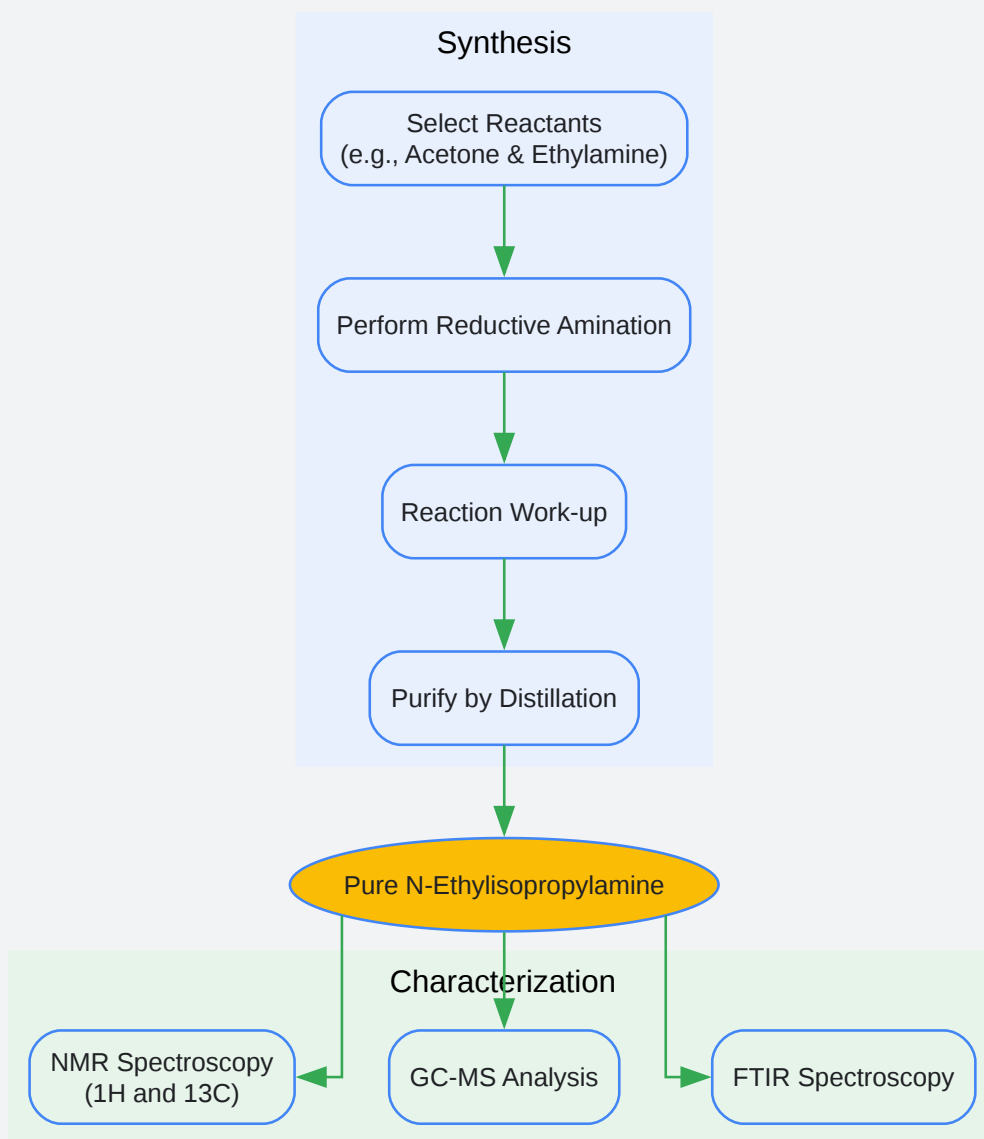 Synthesis
Select Reactants
(e.g., Acetone & Ethylamine)
Perform Reductive Amination
Reaction Work-up
Purify by Distillation
Pure N-Ethylisopropylamine
Characterization
NMR Spectroscopy
(1H and 13C)
GC-MS Analysis
FTIR Spectroscopy